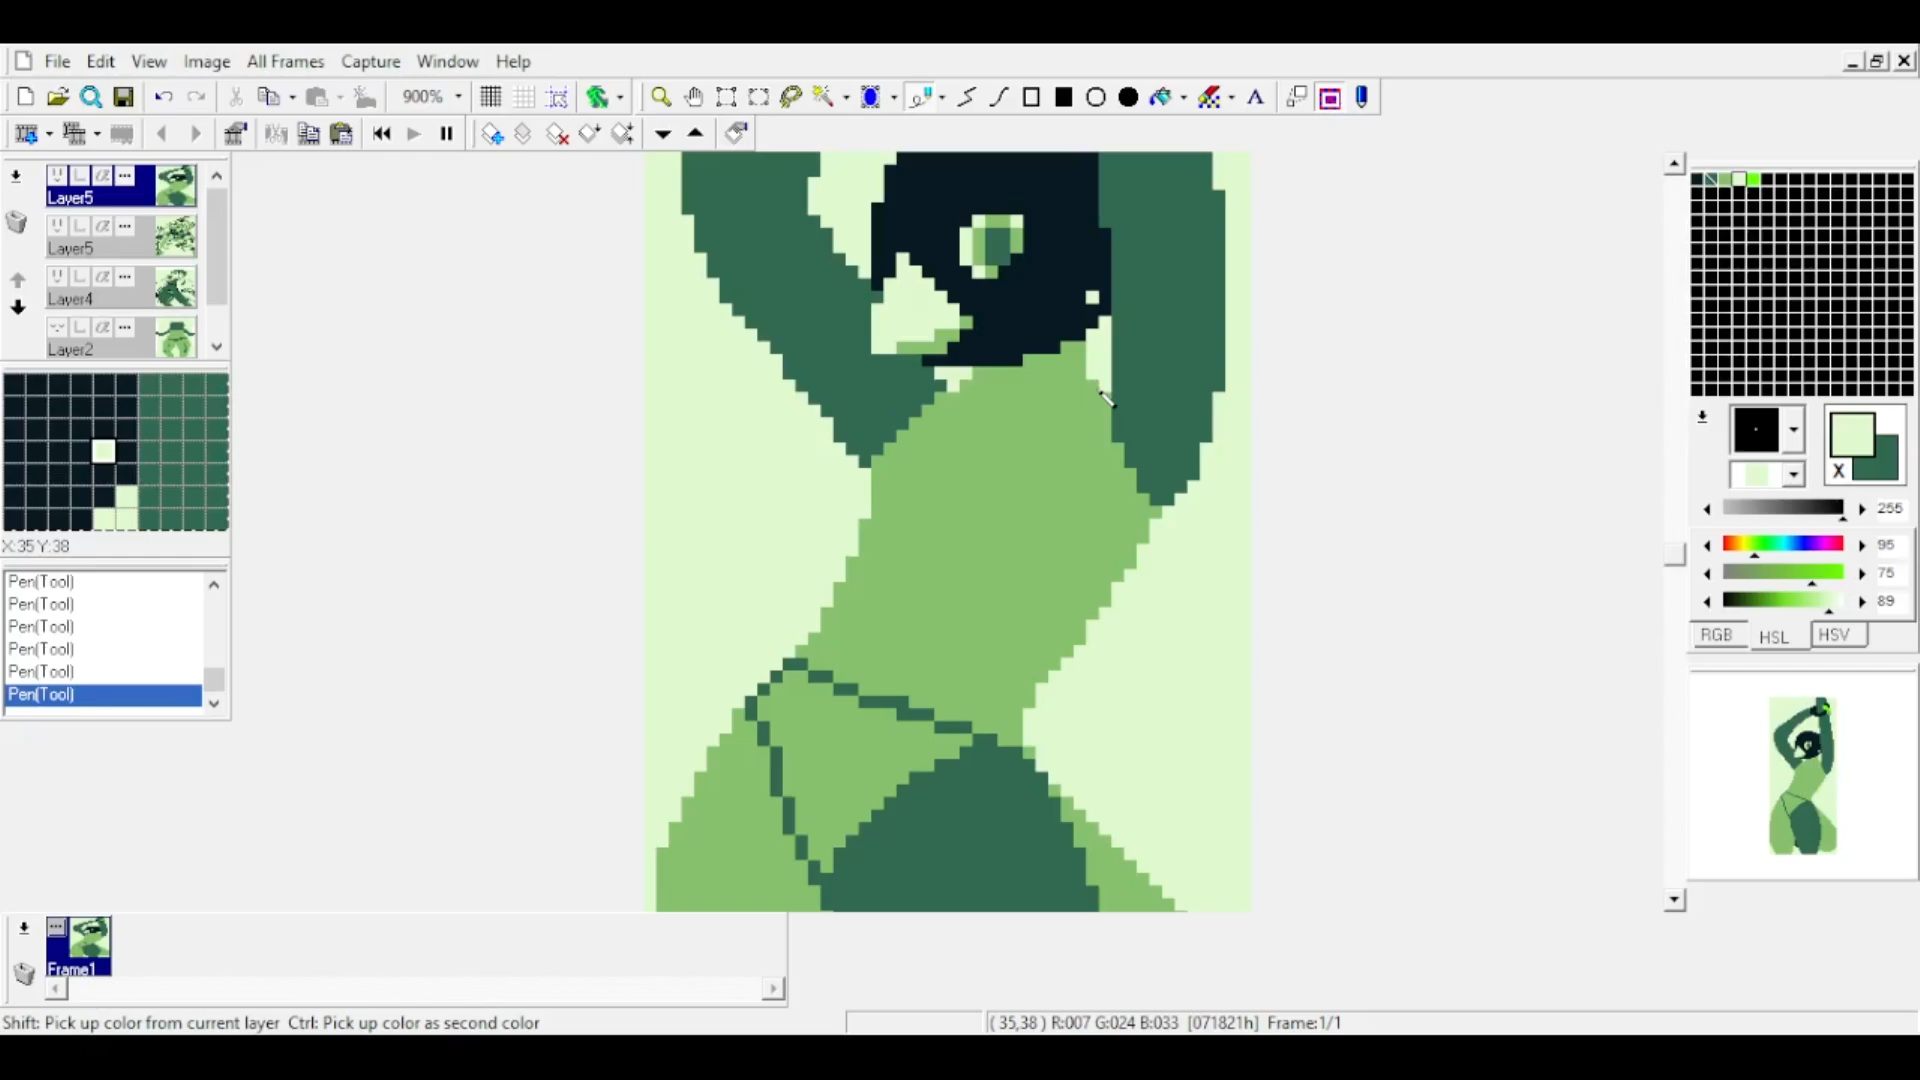 File Edit View Image All Frames Capture Window Help
900%
Layer5
Layer5
Layer4
Layer2
X:35 Y:38
Pen(Tool)
Pen(Tool)
Pen(Tool)
Pen(Tool)
Pen(Tool)
Pen(Tool)
X
255
95
75
89
RGB HSL HSV
Frame1
Shift: Pick up color from current layer Ctrl: Pick up color as second color
( 35,38 ) R:007 G:024 B:033 [071821h] Frame:1/1